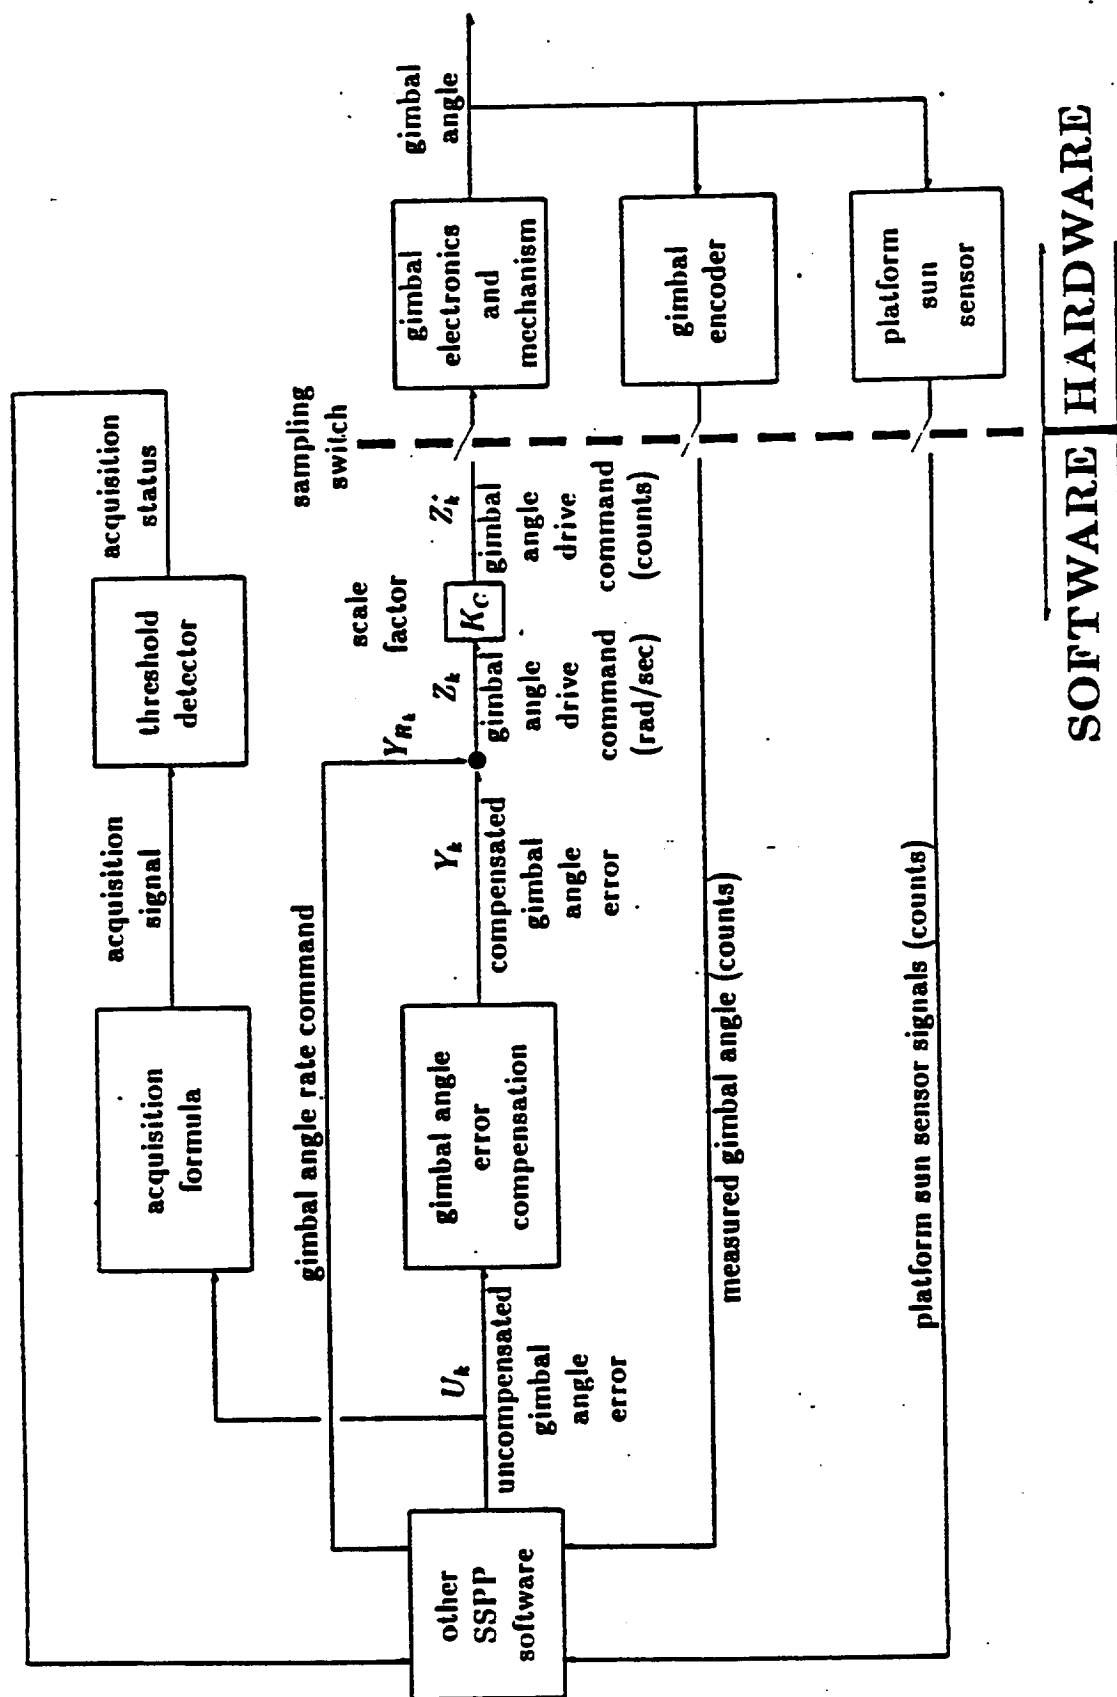 acquisition
status
threshold
detector
acquisition
signal
acquisition
formula
gimbal angle rate command
other
SSPP
software
U_k
uncompensated
gimbal
angle
error
gimbal angle
error
compensation
Y_k
compensated
gimbal
angle
error
Y_{R_k}
Z_k
gimbal
angle
drive
command
(rad/sec)
scale
factor
K_C
Z_k
gimbal
angle
drive
command
(counts)
sampling
switch
gimbal
electronics
and
mechanism
gimbal
angle
measured gimbal angle (counts)
gimbal
encoder
platform sun sensor signals (counts)
platform
sun
sensor
SOFTWARE
HARDWARE